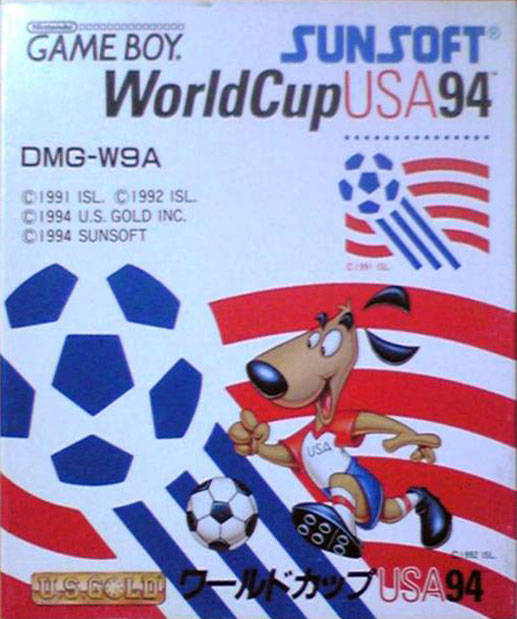 Nintendo
GAME BOY.
SUNSOFT®
WorldCupUSA94™
DMG-W9A
©1991 ISL. ©1992 ISL.
©1994 U.S. GOLD INC.
©1994 SUNSOFT
©1991 ISL.
USA
©1992 ISL.
U.S.GOLD
ワールドカップUSA94